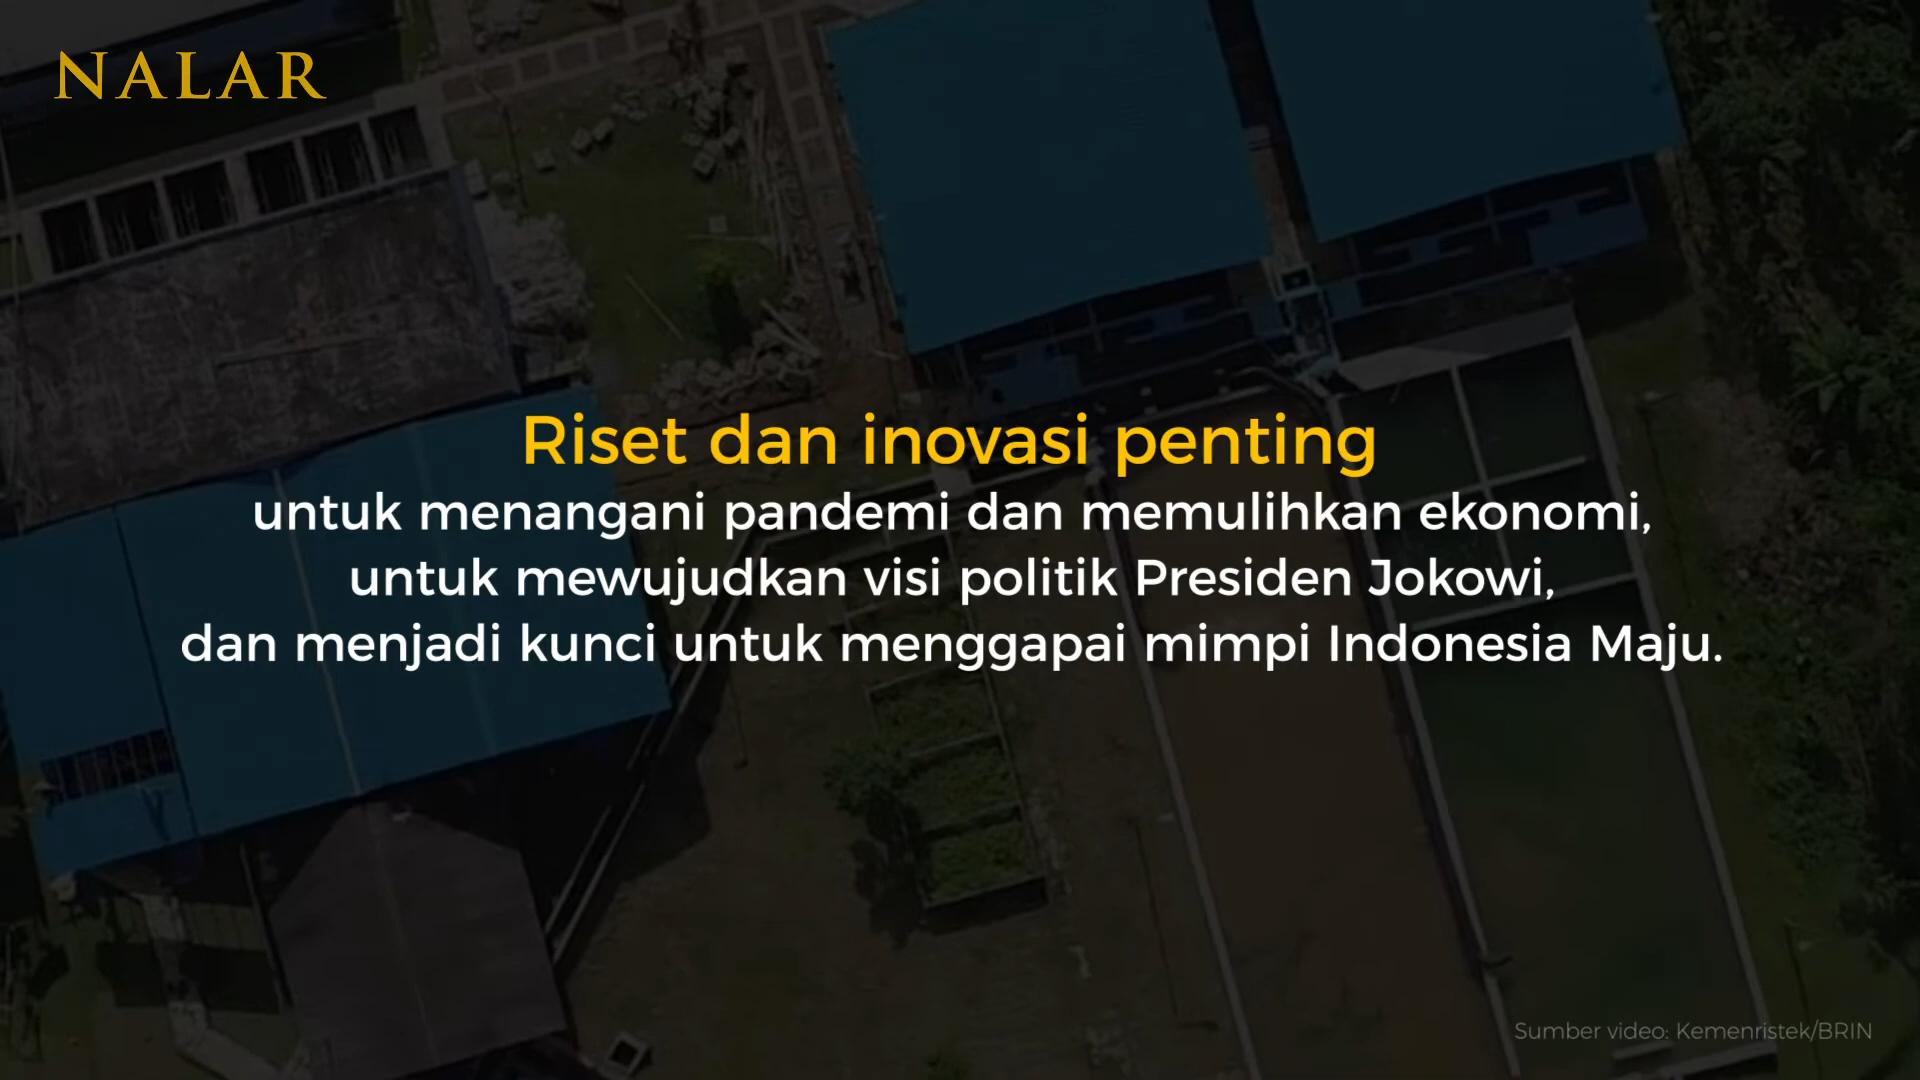 NALAR
Riset dan inovasi penting
untuk menangani pandemi dan memulihkan ekonomi,
untuk mewujudkan visi politik Presiden Jokowi,
dan menjadi kunci untuk menggapai mimpi Indonesia Maju.
Sumber video: Kemenristek/BRIN